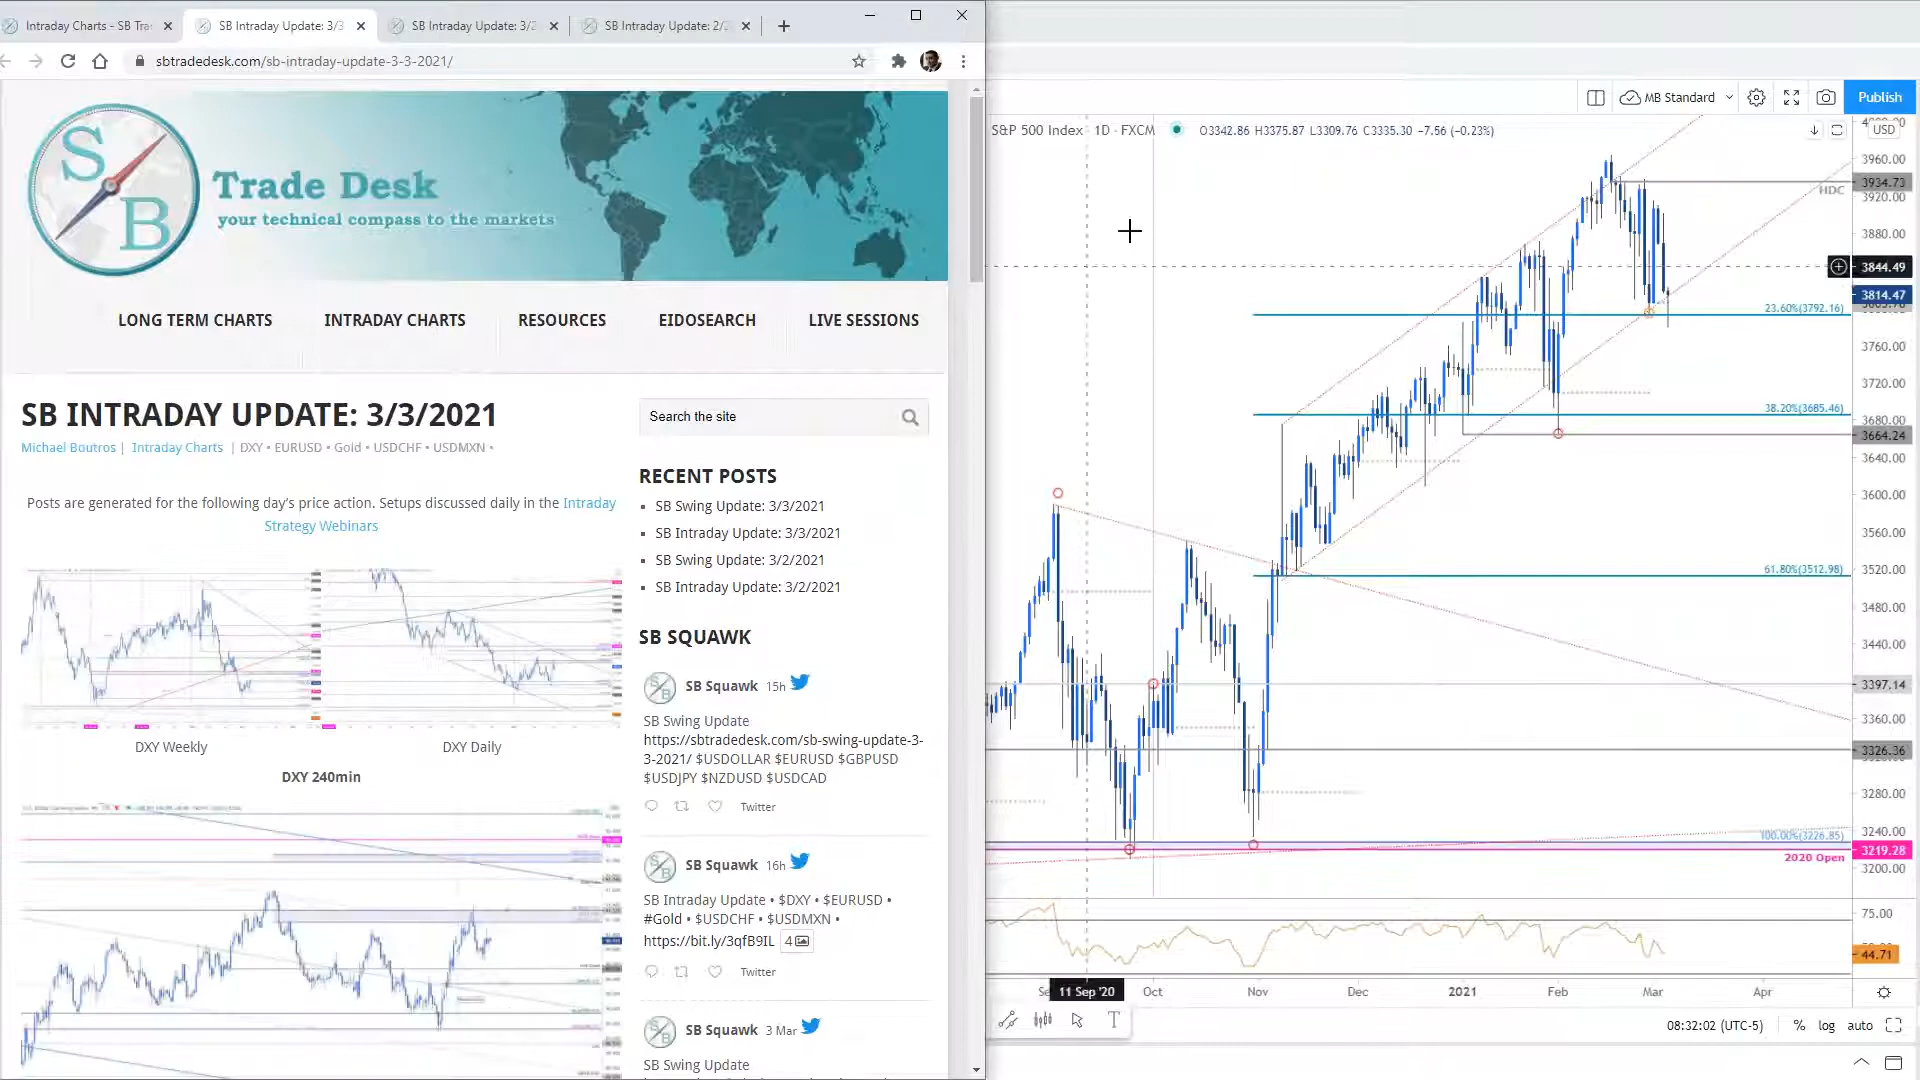 Intraday Charts - SB Tra
SB Intraday Update: 3/3
SB Intraday Update: 3/2
SB Intraday Update: 2/2
sbtradedesk.com/sb-intraday-update-3-3-2021/
S
B
Trade Desk
your technical compass to the markets
LONG TERM CHARTS
INTRADAY CHARTS
RESOURCES
EIDOSEARCH
LIVE SESSIONS
SB INTRADAY UPDATE: 3/3/2021
Michael Boutros | Intraday Charts | DXY • EURUSD • Gold • USDCHF • USDMXN •
Posts are generated for the following day's price action. Setups discussed daily in the Intraday
Strategy Webinars
DXY Weekly
DXY Daily
DXY 240min
Search the site
RECENT POSTS
SB Swing Update: 3/3/2021
SB Intraday Update: 3/3/2021
SB Swing Update: 3/2/2021
SB Intraday Update: 3/2/2021
SB SQUAWK
SB Squawk 15h
SB Swing Update
https://sbtradedesk.com/sb-swing-update-3-
3-2021/ $USDOLLAR $EURUSD $GBPUSD
$USDJPY $NZDUSD $USDCAD
Twitter
SB Squawk 16h
SB Intraday Update • $DXY • $EURUSD •
#Gold • $USDCHF • $USDMXN •
https://bit.ly/3qfB9IL 4
Twitter
SB Squawk 3 Mar
SB Swing Update
MB Standard
Publish
S&P 500 Index · 1D · FXCM
O3342.86 H3375.87 L3309.76 C3335.30 −7.56 (−0.23%)
USD
3960.00
3934.73
HDC
3920.00
3880.00
3844.49
3814.47
23.60%(3792.16)
3760.00
3720.00
38.20%(3685.46)
3680.00
3664.24
3640.00
3600.00
3560.00
3520.00
61.80%(3512.98)
3480.00
3440.00
3397.14
3360.00
3326.36
3280.00
3240.00
100.00%(3226.85)
3219.28
2020 Open
3200.00
75.00
44.71
11 Sep '20
Oct
Nov
Dec
2021
Feb
Mar
Apr
08:32:02 (UTC-5)
%
log
auto